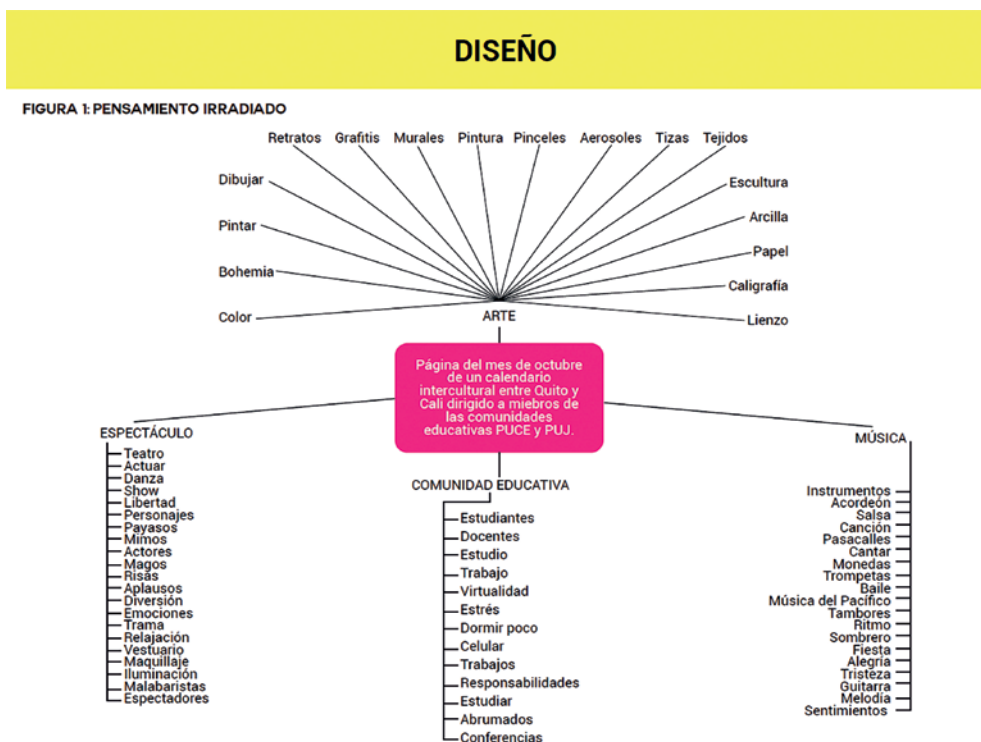 DISEÑO
FIGURA 1: PENSAMIENTO IRRADIADO
Retratos Grafitis Murales Pintura Pinceles Aerosoles Tizas Tejidos
Dibujar
Escultura
Pintar
Arcilla
Papel
Bohemia
Caligrafía
Color
Lienzo
ARTE
Página del mes de octubre
de un calendario
intercultural entre Quito y
Cali dirigido a miebros de
las comunidades
educativas PUCE y PUJ.
ESPECTÁCULO
Teatro
Actuar
Danza
Show
Libertad
Personajes
Payasos
Mimos
Actores
Magos
Risas
Aplausos
Diversión
Emociones
Trama
Relajación
Vestuario
Maquillaje
Iluminación
Malabaristas
Espectadores
COMUNIDAD EDUCATIVA
Estudiantes
Docentes
Estudio
Trabajo
Virtualidad
Estrés
Dormir poco
Celular
Trabajos
Responsabilidades
Estudiar
Abrumados
Conferencias
MÚSICA
Instrumentos
Acordeón
Salsa
Canción
Pasacalles
Cantar
Monedas
Trompetas
Baile
Música del Pacífico
Tambores
Ritmo
Sombrero
Fiesta
Alegría
Tristeza
Guitarra
Melodía
Sentimientos